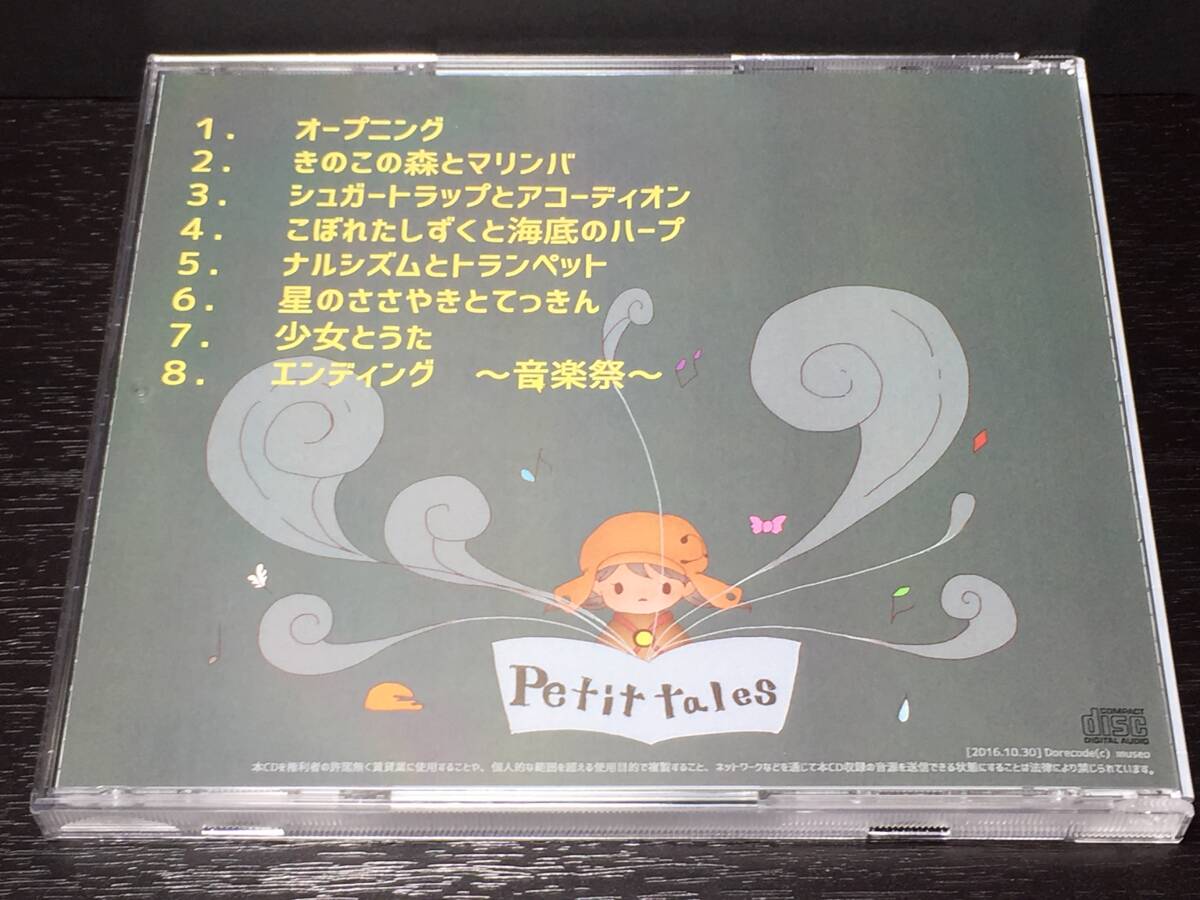 1. オープニング
2. きのこの森とマリンバ
3. シュガートラップとアコーディオン
4. こぼれたしずくと海底のハープ
5. ナルシズムとトランペット
6. 星のささやきとてっきん
7. 少女とうた
8. エンディング ～音楽祭～
Petit tales
COMPACT
disc
DIGITAL AUDIO
[2016.10.30] Dorecode(c) museo
本CDを権利者の許諾無く賃貸業に使用することや、個人的な範囲を超える使用目的で複製すること、ネットワークなどを通じて本CD収録の音源を送信できる状態にすることは法律により禁じられています。